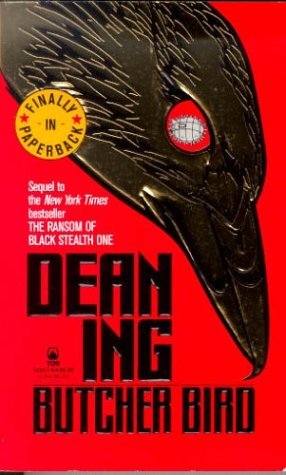 FINALLY
-IN-
PAPERBACK
Sequel to
the New York Times
bestseller
THE RANSOM OF
BLACK STEALTH ONE
DEAN
ING
TOR
BUTCHER BIRD